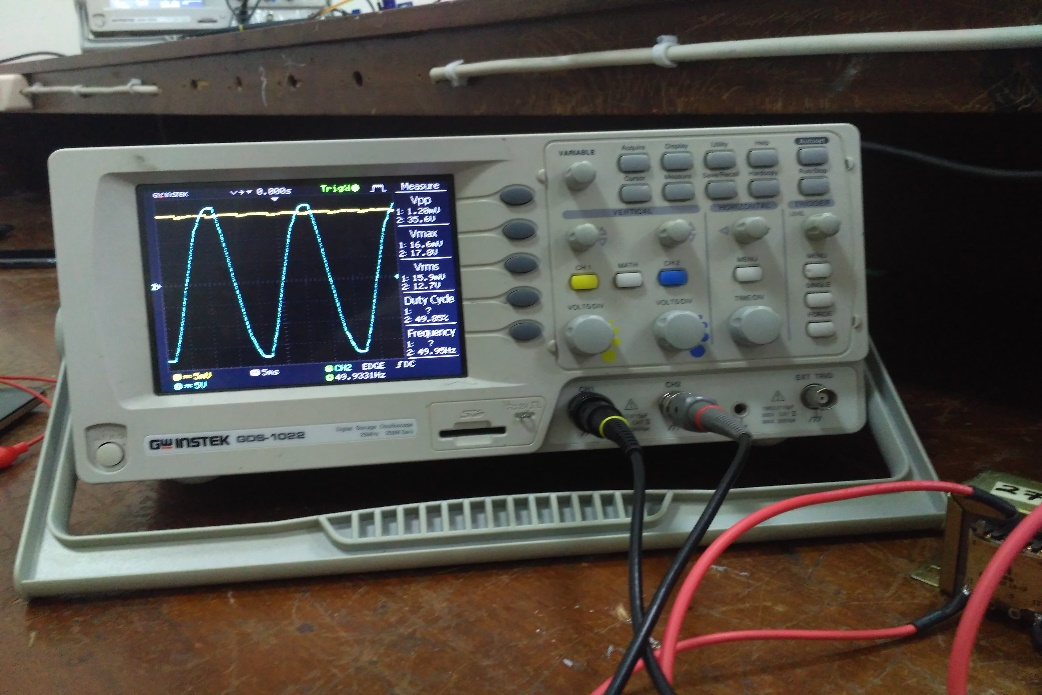 GW INSTEK
0.000s
Trig'd
Measure
Vpp
1: 1.28mV
2: 35.6V
Vmax
1: 16.6mV
2: 17.8V
Vrms
1: 15.9mV
2: 12.7V
Duty Cycle
1: ?
2: 49.85%
Frequency
1: ?
2: 49.95Hz
5mV
5V
5ms
CH2 EDGE
DC
49.9331Hz
VARIABLE
Acquire
Display
Utility
Help
Autoset
Cursor
Measure
Save/Recall
Hardcopy
Run/Stop
VERTICAL
HORIZONTAL
TRIGGER
LEVEL
CH1
MATH
CH2
MENU
MENU
SINGLE
FORCE
VOLTS/DIV
VOLTS/DIV
TIME/DIV
CH1
CH2
EXT TRIG
GW INSTEK GDS-1022
Digital Storage Oscilloscope
27